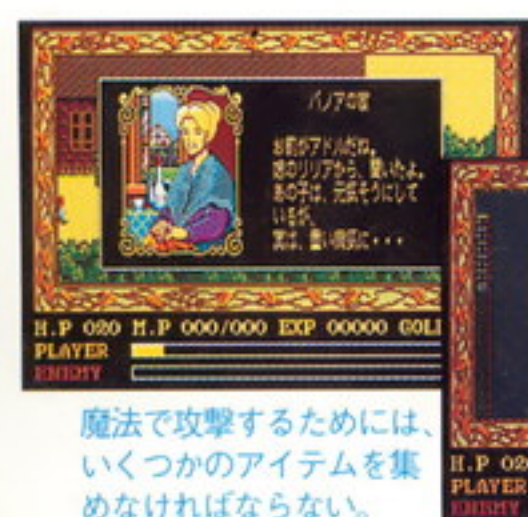 バノアの家
お前がアドルだね。
娘のリリアから、聞いたよ。
あの子は、元気そうにして
いるが、
実は、重い病気に・・・
H.P 020 M.P 000/000 EXP 00000 GOL
PLAYER
ENEMY
H.P 02
PLAYER
ENEMY
魔法で攻撃するためには、
いくつかのアイテムを集
めなければならない。